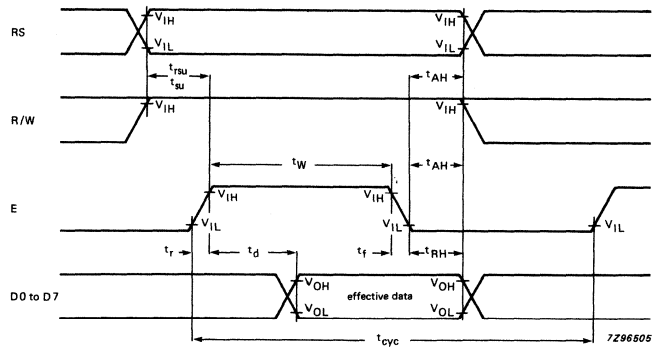 RS
V_IH
V_IL
V_IH
V_IL
t_rsu
t_su
t_AH
R/W
V_IH
V_IH
t_W
t_AH
E
V_IH
V_IL
V_IH
V_IL
V_IL
t_r
t_d
t_f
t_RH
D0 to D7
V_OH
V_OL
effective data
V_OH
V_OL
t_cyc
7Z96505